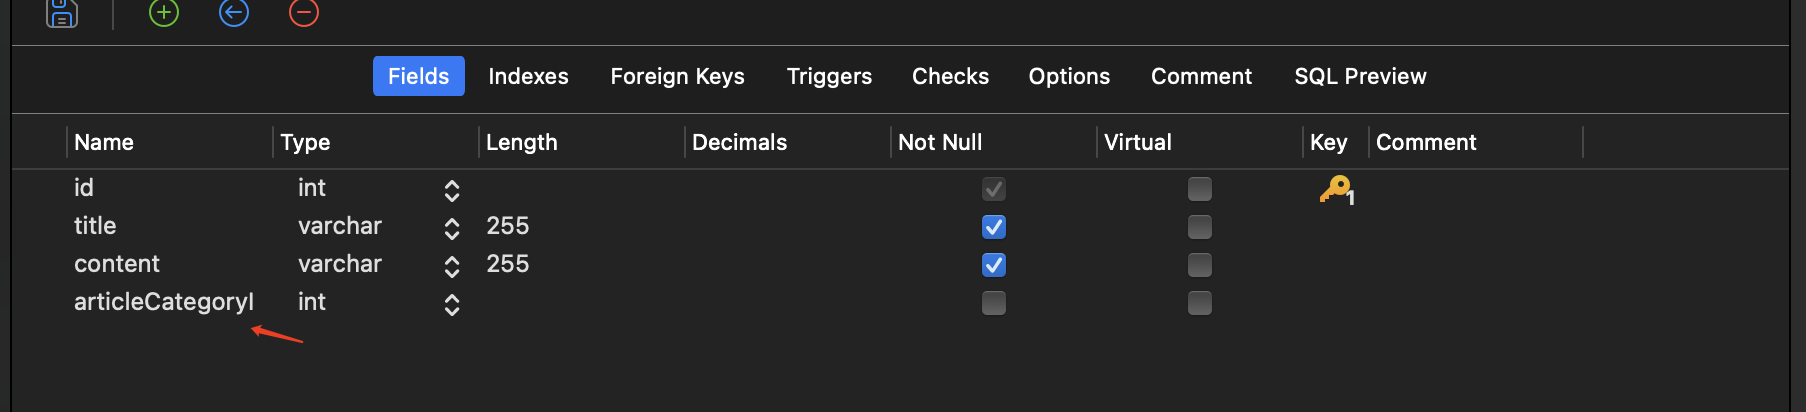 Fields Indexes Foreign Keys Triggers Checks Options Comment SQL Preview
Name Type Length Decimals Not Null Virtual Key Comment
id int 1
title varchar 255
content varchar 255
articleCategoryI int